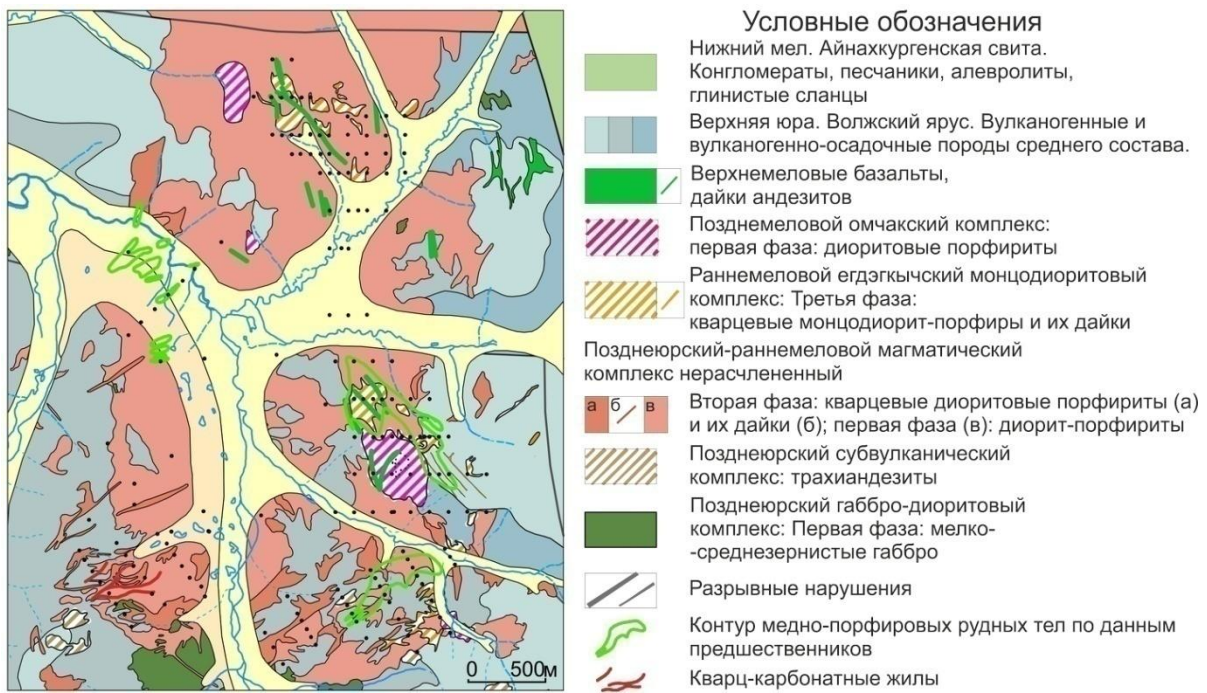 Условные обозначения
Нижний мел. Айнахкургенская свита.
Конгломераты, песчаники, алевролиты,
глинистые сланцы
Верхняя юра. Волжский ярус. Вулканогенные и
вулканогенно-осадочные породы среднего состава.
Верхнемеловые базальты,
дайки андезитов
Позднемеловой омчакский комплекс:
первая фаза: диоритовые порфириты
Раннемеловой егдэгкычский монцодиоритовый
комплекс: Третья фаза:
кварцевые монцодиорит-порфиры и их дайки
Позднеюрский-раннемеловой магматический
комплекс нерасчлененный
а б в
Вторая фаза: кварцевые диоритовые порфириты (а)
и их дайки (б); первая фаза (в): диорит-порфириты
Позднеюрский субвулканический
комплекс: трахиандезиты
Позднеюрский габбро-диоритовый
комплекс: Первая фаза: мелко-
-среднезернистые габбро
Разрывные нарушения
Контур медно-порфировых рудных тел по данным
предшественников
Кварц-карбонатные жилы
0 500м